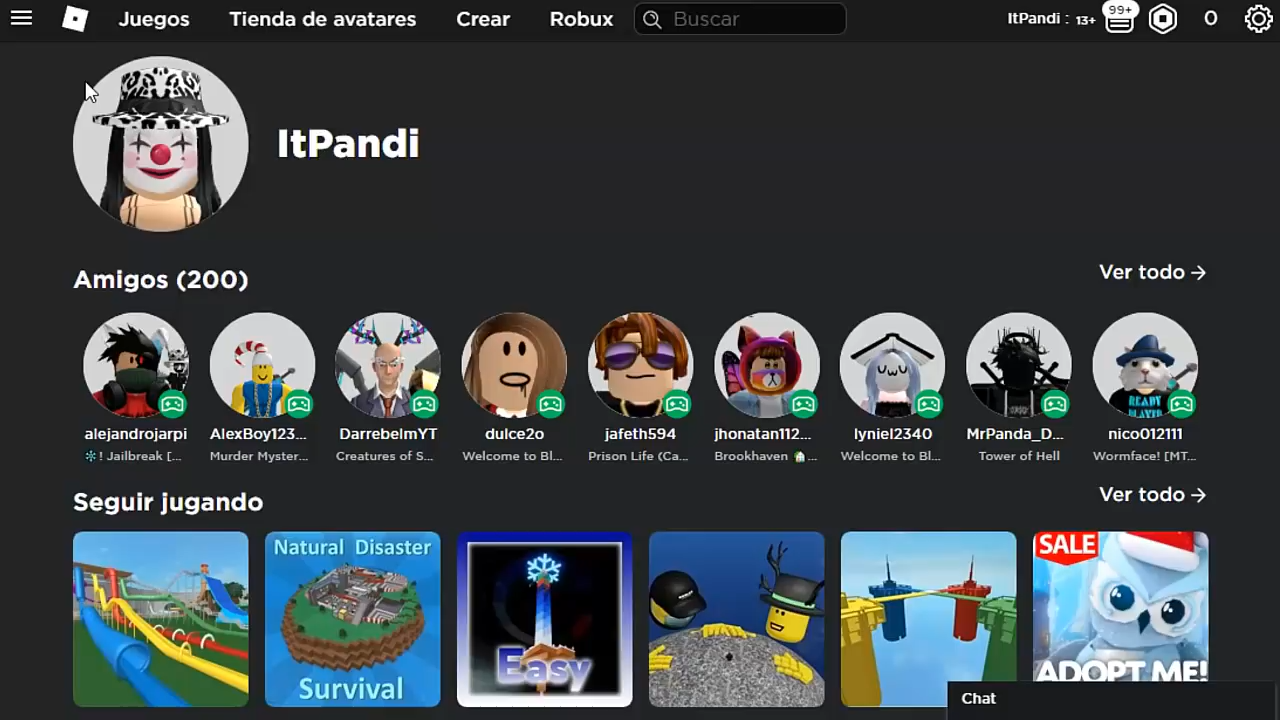 Juegos Tienda de avatares Crear Robux Buscar ItPandi : 13+ 99+ 0
ItPandi
Amigos (200) Ver todo →
alejandrojarpi AlexBoy123... DarrebelmYT dulce2o jafeth594 jhonatan112... lyniel2340 MrPanda_D... nico012111
! Jailbreak [... Murder Myster... Creatures of S... Welcome to Bl... Prison Life (Ca... Brookhaven 🏠... Welcome to Bl... Tower of Hell Wormface! [MT...
READY
PLAYER
Seguir jugando Ver todo →
Natural Disaster
Survival
Easy
SALE
ADOPT ME!
Chat